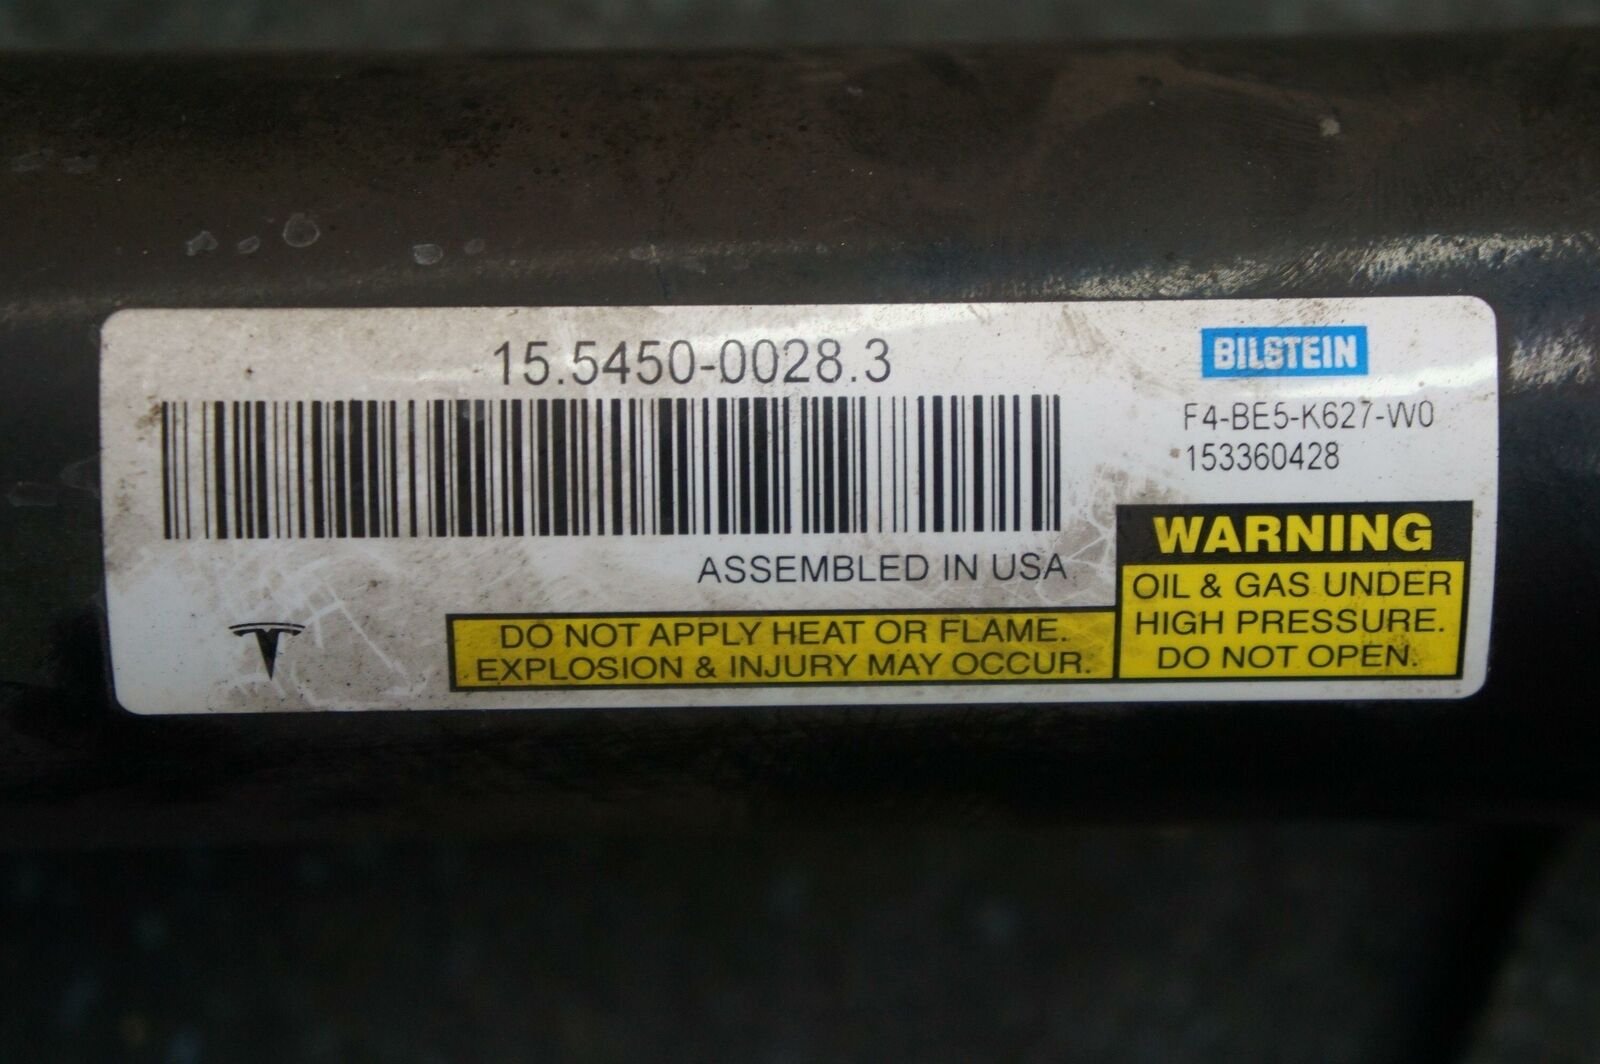 15.5450-0028.3
BILSTEIN
F4-BE5-K627-W0
153360428
ASSEMBLED IN USA
WARNING
OIL & GAS UNDER
HIGH PRESSURE.
DO NOT OPEN.
DO NOT APPLY HEAT OR FLAME.
EXPLOSION & INJURY MAY OCCUR.